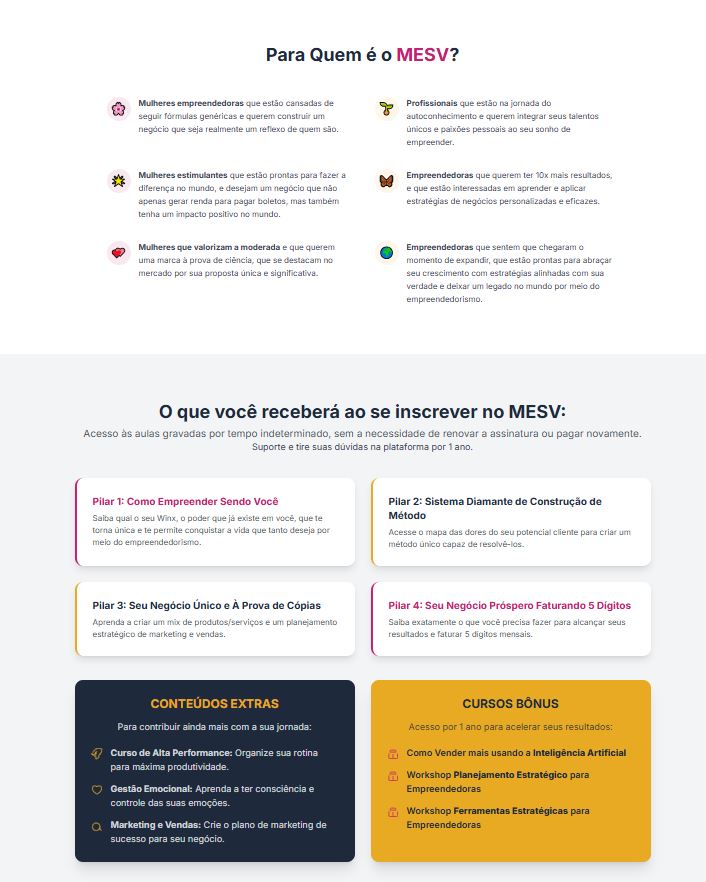 Para Quem é o MESV?
Mulheres empreendedoras que estão cansadas de
seguir fórmulas genéricas e querem construir um
negócio que seja realmente um reflexo de quem são.
Profissionais que estão na jornada do
autoconhecimento e querem integrar seus talentos
únicos e paixões pessoais ao seu sonho de
empreender.
Mulheres estimulantes que estão prontas para fazer a
diferença no mundo, e desejam um negócio que não
apenas gerar renda para pagar boletos, mas também
tenha um impacto positivo no mundo.
Empreendedoras que querem ter 10x mais resultados,
e que estão interessadas em aprender e aplicar
estratégias de negócios personalizadas e eficazes.
Mulheres que valorizam a moderada e que querem
uma marca à prova de ciência, que se destacam no
mercado por sua proposta única e significativa.
Empreendedoras que sentem que chegaram o
momento de expandir, que estão prontas para abraçar
seu crescimento com estratégias alinhadas com sua
verdade e deixar um legado no mundo por meio do
empreendedorismo.
O que você receberá ao se inscrever no MESV:
Acesso às aulas gravadas por tempo indeterminado, sem a necessidade de renovar a assinatura ou pagar novamente.
Suporte e tire suas dúvidas na plataforma por 1 ano.
Pilar 1: Como Empreender Sendo Você
Saiba qual o seu Winx, o poder que já existe em você, que te
torna única e te permite conquistar a vida que tanto deseja por
meio do empreendedorismo.
Pilar 2: Sistema Diamante de Construção de
Método
Acesse o mapa das dores do seu potencial cliente para criar um
método único capaz de resolvê-los.
Pilar 3: Seu Negócio Único e À Prova de Cópias
Aprenda a criar um mix de produtos/serviços e um planejamento
estratégico de marketing e vendas.
Pilar 4: Seu Negócio Próspero Faturando 5 Dígitos
Saiba exatamente o que você precisa fazer para alcançar seus
resultados e faturar 5 dígitos mensais.
CONTEÚDOS EXTRAS
Para contribuir ainda mais com a sua jornada:
Curso de Alta Performance: Organize sua rotina
para máxima produtividade.
Gestão Emocional: Aprenda a ter consciência e
controle das suas emoções.
Marketing e Vendas: Crie o plano de marketing de
sucesso para seu negócio.
CURSOS BÔNUS
Acesso por 1 ano para acelerar seus resultados:
Como Vender mais usando a Inteligência Artificial
Workshop Planejamento Estratégico para
Empreendedoras
Workshop Ferramentas Estratégicas para
Empreendedoras